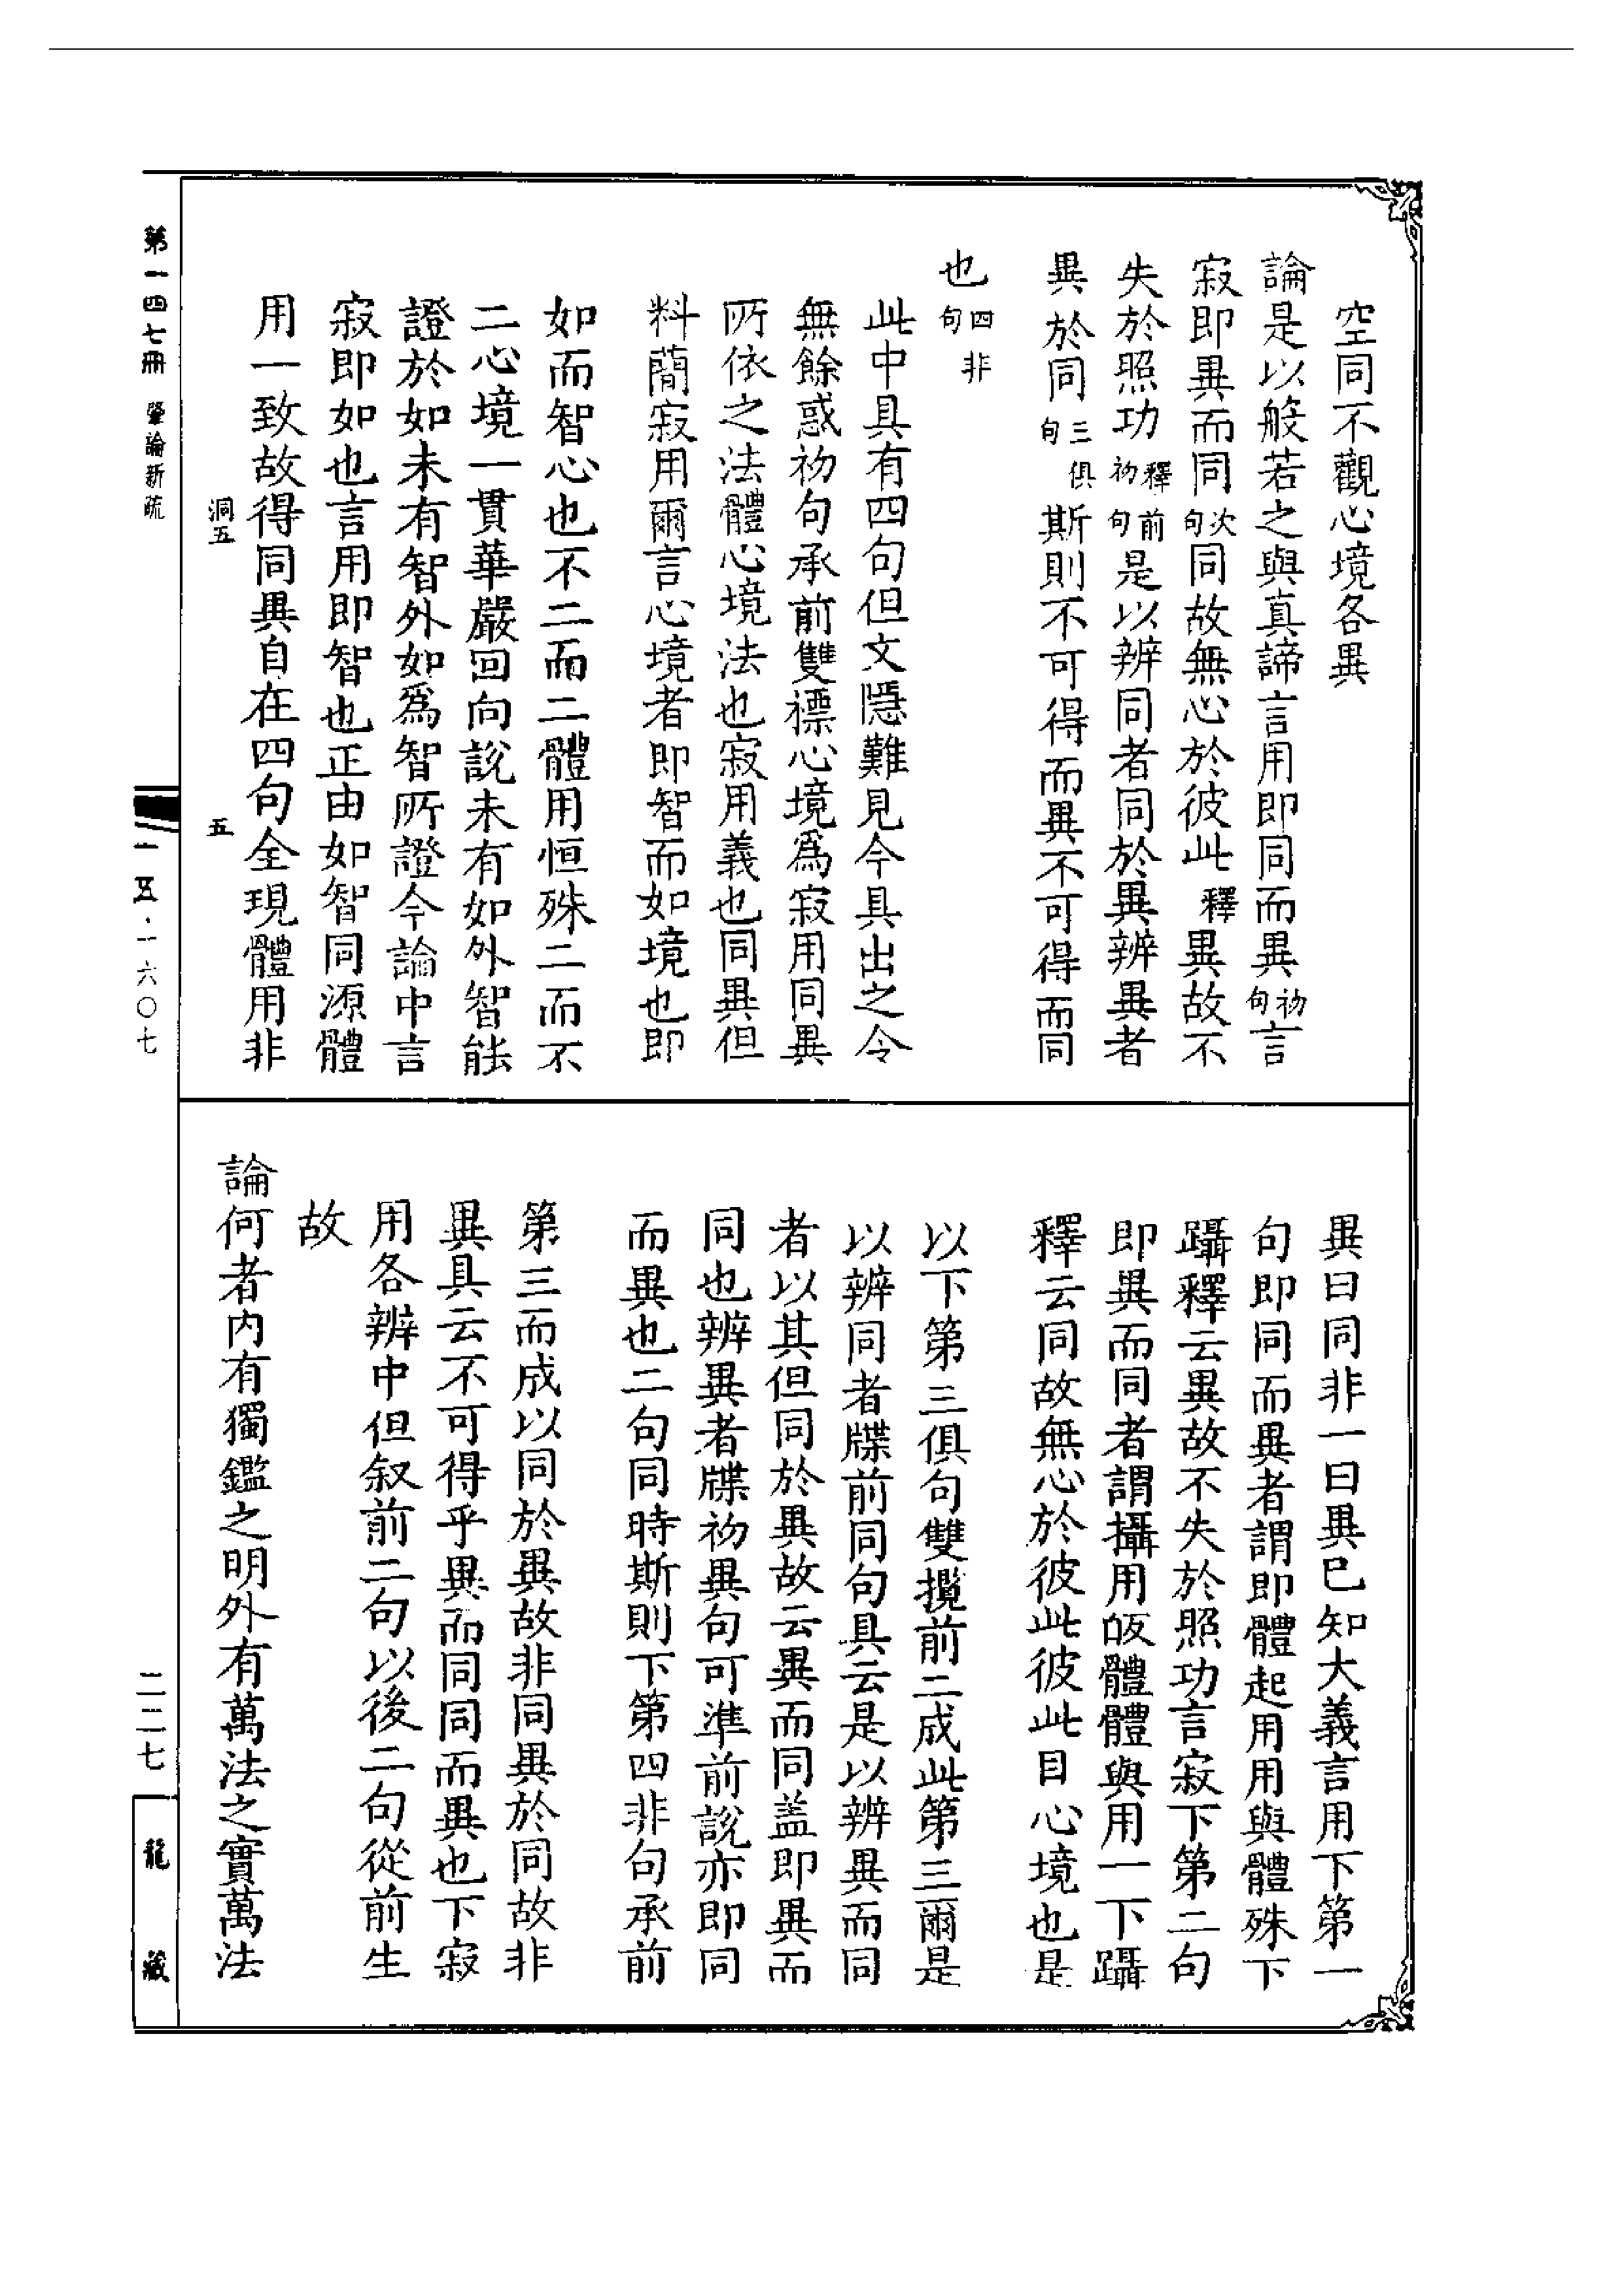 空同不觀心境各異
論是以般若之與真諦言用即同而異初句言
寂即異而同次句同故無心於彼此釋異故不
失於照功釋前初句是以辨同者同於異辨異者
異於同三俱句斯則不可得而異不可得而同
也四非句
此中具有四句但文隱難見今具出之令
無餘惑初句承前雙標心境為寂用同異
所依之法體心境法也寂用義也同異但
料簡寂用爾言心境者即智而如境也即
如而智心也不二而二體用恒殊二而不
二心境一貫華嚴回向說未有如外智能
證於如未有智外如為智所證今論中言
寂即如也言用即智也正由如智同源體
用一致故得同異自在四句全現體用非
異曰同非一曰異已知大義言用下第一
句即同而異者謂即體起用用與體殊下
躡釋云異故不失於照功言寂下第二句
即異而同者謂攝用皈體體與用一下躡
釋云同故無心於彼此彼此目心境也是
以下第三俱句雙攬前二成此第三爾是
以辨同者牒前同句具云是以辨異而同
者以其但同於異故云異而同盖即異而
同也辨異者牒初異句可準前說亦即同
而異也二句同時斯則下第四非句承前
第三而成以同於異故非同異於同故非
異具云不可得乎異而同同而異也下寂
用各辨中但叙前二句以後二句從前生
故
論何者内有獨鑑之明外有萬法之實萬法
第一四七冊 肇論新疏
洞五 五
一五·一六〇七
二二七
龍藏